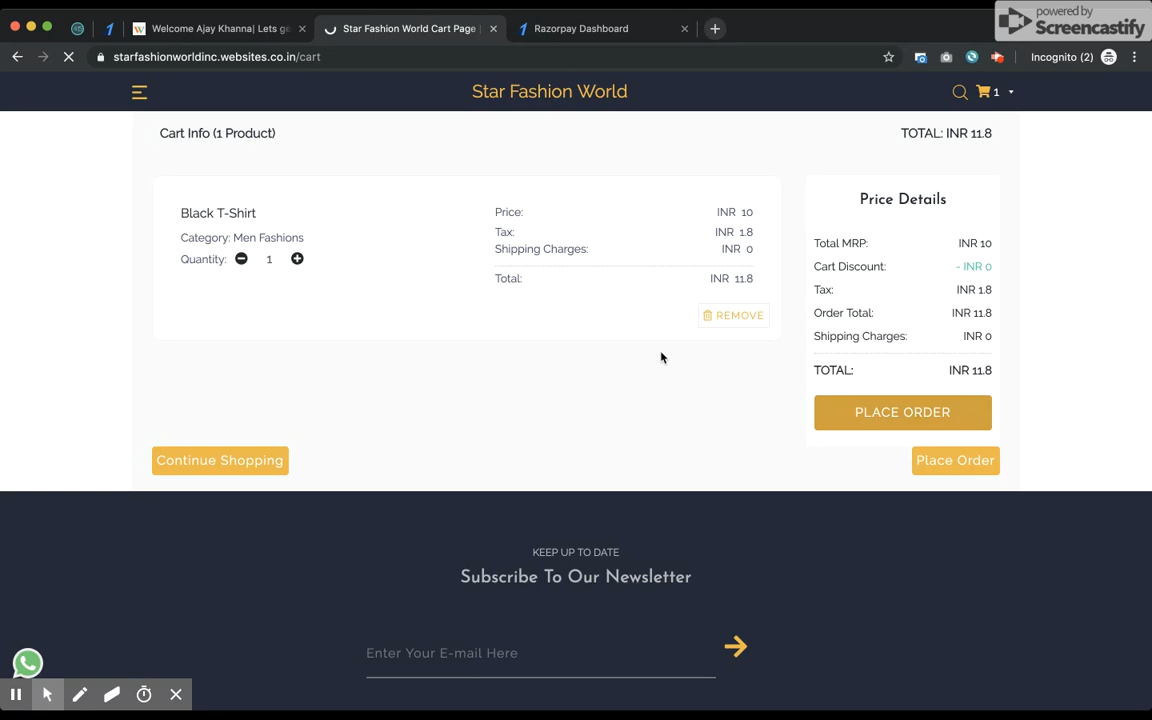 powered by
Screencastify
Welcome Ajay Khanna| Lets ge
Star Fashion World Cart Page |
Razorpay Dashboard
starfashionworldinc.websites.co.in/cart
Incognito (2)
Star Fashion World
1
Cart Info (1 Product)
TOTAL: INR 11.8
Black T-Shirt
Category: Men Fashions
Quantity: 1
Price: INR 10
Tax: INR 1.8
Shipping Charges: INR 0
Total: INR 11.8
REMOVE
Price Details
Total MRP: INR 10
Cart Discount: - INR 0
Tax: INR 1.8
Order Total: INR 11.8
Shipping Charges: INR 0
TOTAL: INR 11.8
PLACE ORDER
Continue Shopping
Place Order
KEEP UP TO DATE
Subscribe To Our Newsletter
Enter Your E-mail Here